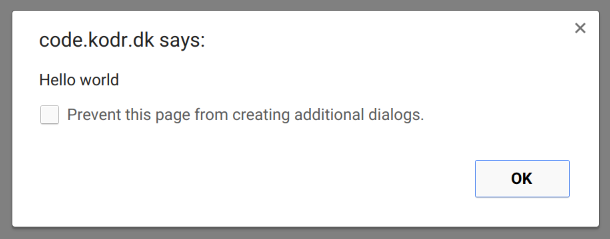 code.kodr.dk says:
Hello world
Prevent this page from creating additional dialogs.
OK